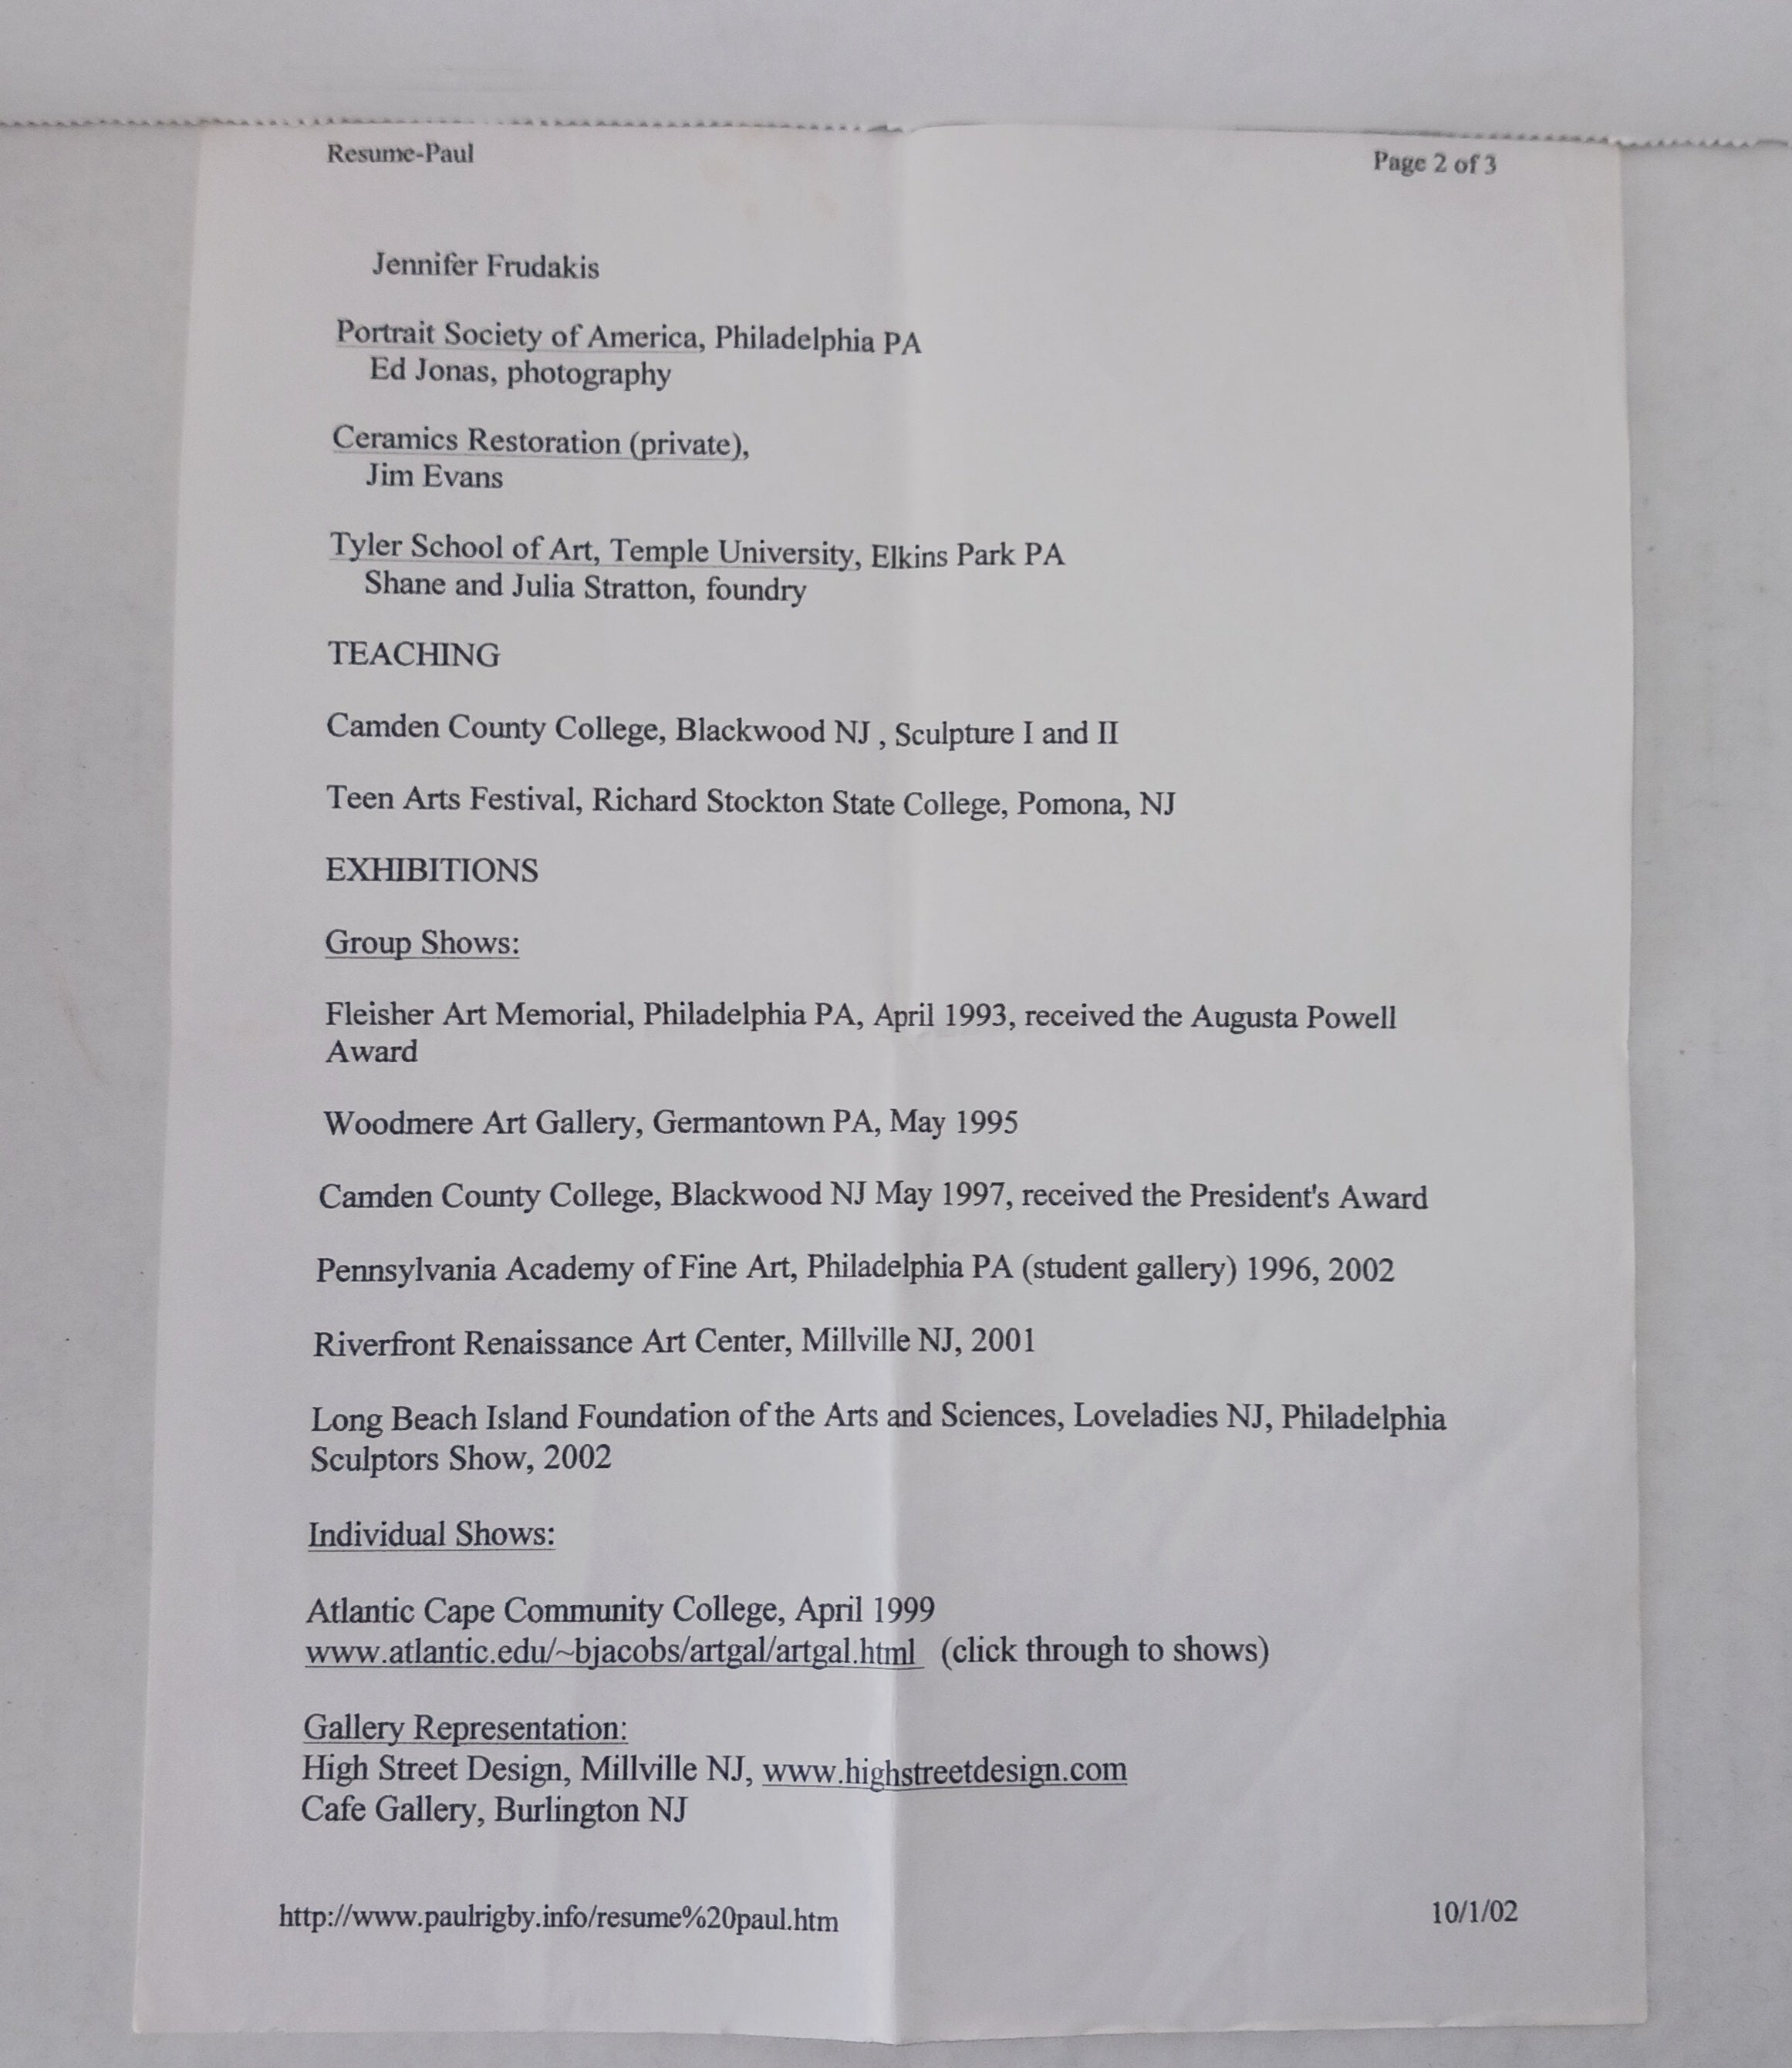 Resume-Paul Page 2 of 3
Jennifer Frudakis
Portrait Society of America, Philadelphia PA
Ed Jonas, photography
Ceramics Restoration (private),
Jim Evans
Tyler School of Art, Temple University, Elkins Park PA
Shane and Julia Stratton, foundry
TEACHING
Camden County College, Blackwood NJ , Sculpture I and II
Teen Arts Festival, Richard Stockton State College, Pomona, NJ
EXHIBITIONS
Group Shows:
Fleisher Art Memorial, Philadelphia PA, April 1993, received the Augusta Powell
Award
Woodmere Art Gallery, Germantown PA, May 1995
Camden County College, Blackwood NJ May 1997, received the President's Award
Pennsylvania Academy of Fine Art, Philadelphia PA (student gallery) 1996, 2002
Riverfront Renaissance Art Center, Millville NJ, 2001
Long Beach Island Foundation of the Arts and Sciences, Loveladies NJ, Philadelphia
Sculptors Show, 2002
Individual Shows:
Atlantic Cape Community College, April 1999
www.atlantic.edu/~bjacobs/artgal/artgal.html (click through to shows)
Gallery Representation:
High Street Design, Millville NJ, www.highstreetdesign.com
Cafe Gallery, Burlington NJ
http://www.paulrigby.info/resume%20paul.htm 10/1/02